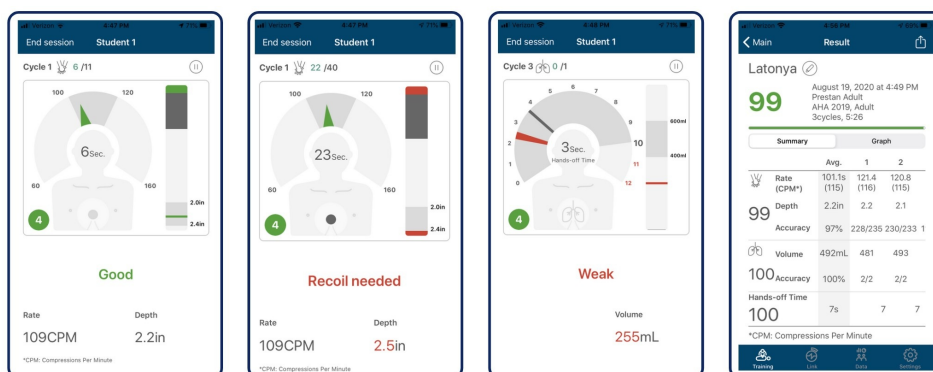 Verizon 4:47 PM 71%
End session Student 1
Cycle 1 6 /11
100 120
6Sec.
60 160
2.0in
2.4in
4
Good
Rate Depth
109CPM 2.2in
*CPM: Compressions Per Minute
Verizon 4:47 PM 71%
End session Student 1
Cycle 1 22 /40
100 120
23Sec.
60 160
2.0in
2.4in
4
Recoil needed
Rate Depth
109CPM 2.5in
*CPM: Compressions Per Minute
Verizon 4:49 PM 71%
End session Student 1
Cycle 3 0 /1
0 1 2 3 4 5 6 7 8 9 10 11 12
600ml
400ml
3Sec.
Hands-off Time
4
Weak
Volume
255mL
Verizon
Main Result
Latonya
99
August 19, 2020 at 4:49 PM
Prestan Adult
AHA 2019, Adult
3cycles, 5:26
Summary Graph
Avg. 1 2
Rate (CPM*) 101.1s (115) 121.4 (116) 120.8 (115)
99
Depth 2.2in 2.2 2.1
Accuracy 97% 228/235 230/233 1
Volume 492mL 481 493
100
Accuracy 100% 2/2 2/2
Hands-off Time
100 7s 7 7
*CPM: Compressions Per Minute
Training Link Data Settings